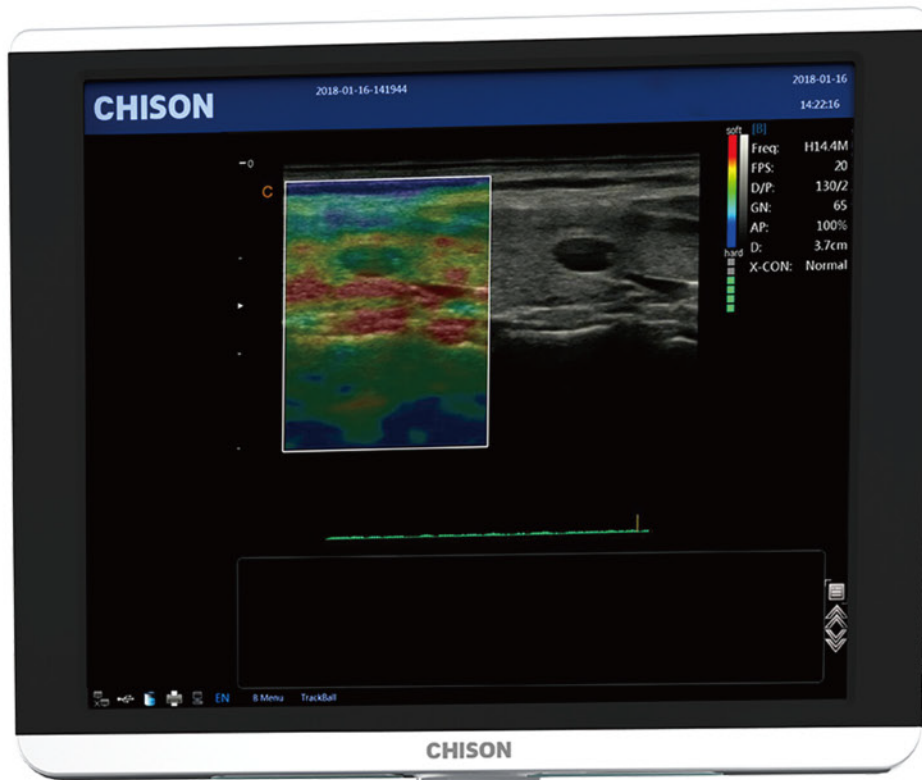 CHISON
2018-01-16-141944
2018-01-16
14:22:16
0
C
soft
hard
[B]
Freq: H14.4M
FPS: 20
D/P: 130/2
GN: 65
AP: 100%
D: 3.7cm
X-CON: Normal
EN
B Menu
TrackBall
CHISON